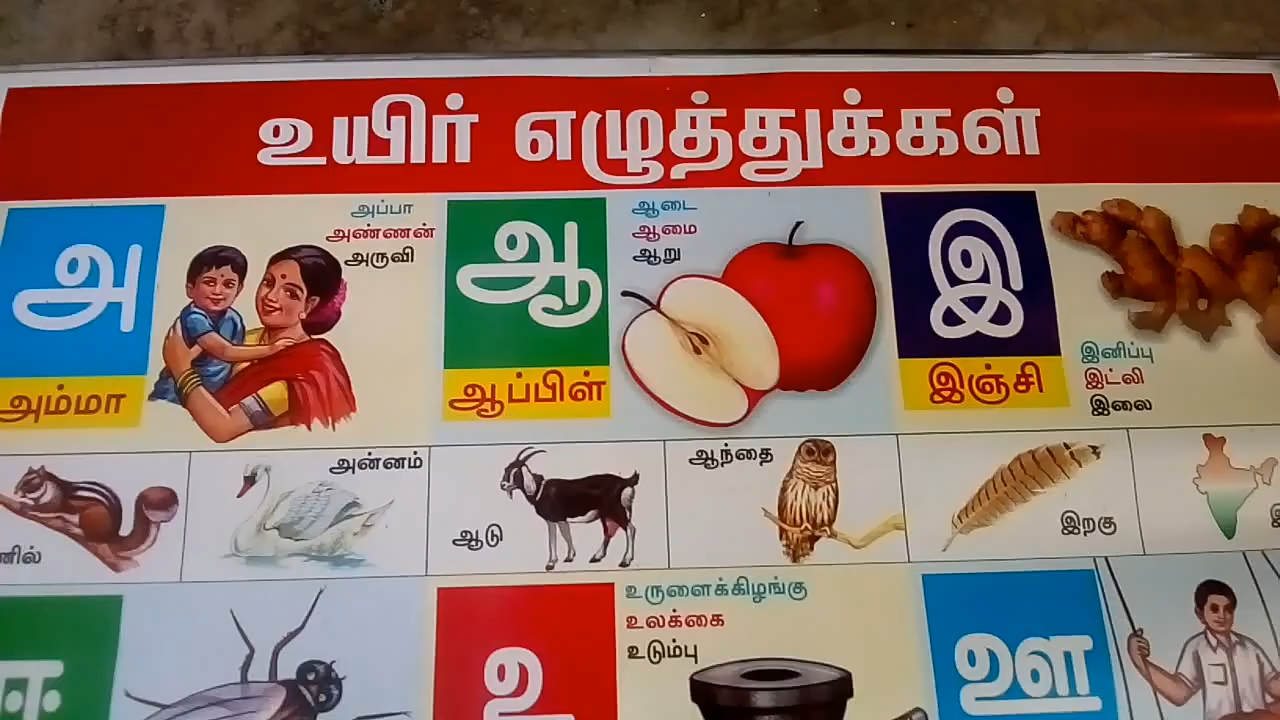 உயிர் எழுத்துக்கள்
அ
அம்மா
அப்பா
அண்ணன்
அருவி
ஆ
ஆப்பிள்
ஆடை
ஆமை
ஆறு
இ
இஞ்சி
இனிப்பு
இட்லி
இலை
அன்னம்
ஆடு
ஆந்தை
இறகு
ஈ
உ
உருளைக்கிழங்கு
உலக்கை
உடும்பு
ஊ